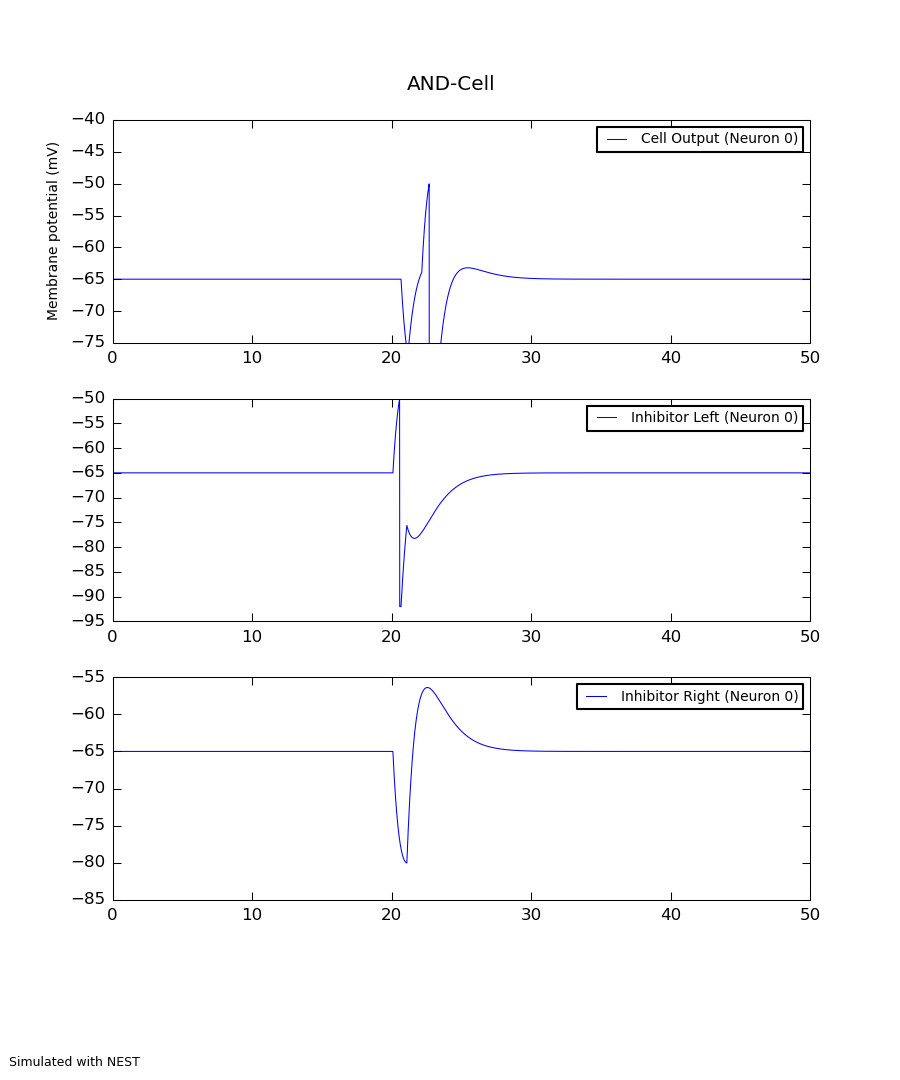 AND-Cell
Membrane potential (mV)
−40
−45
−50
−55
−60
−65
−70
−75
Cell Output (Neuron 0)
0 10 20 30 40 50
−50
−55
−60
−65
−70
−75
−80
−85
−90
−95
Inhibitor Left (Neuron 0)
0 10 20 30 40 50
−55
−60
−65
−70
−75
−80
−85
Inhibitor Right (Neuron 0)
0 10 20 30 40 50
Simulated with NEST